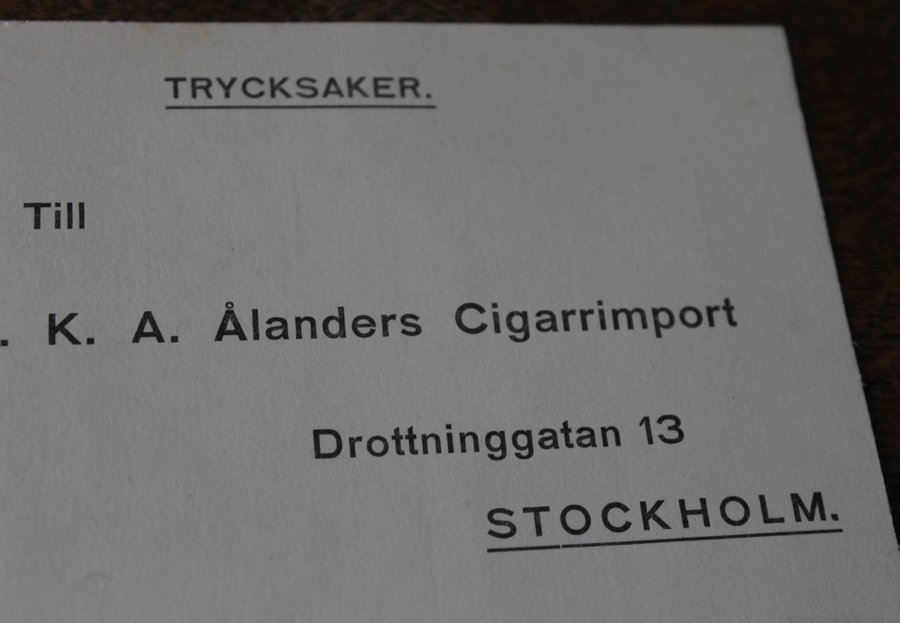 TRYCKSAKER.
Till
. K. A. Ålanders Cigarrimport
Drottninggatan 13
STOCKHOLM.